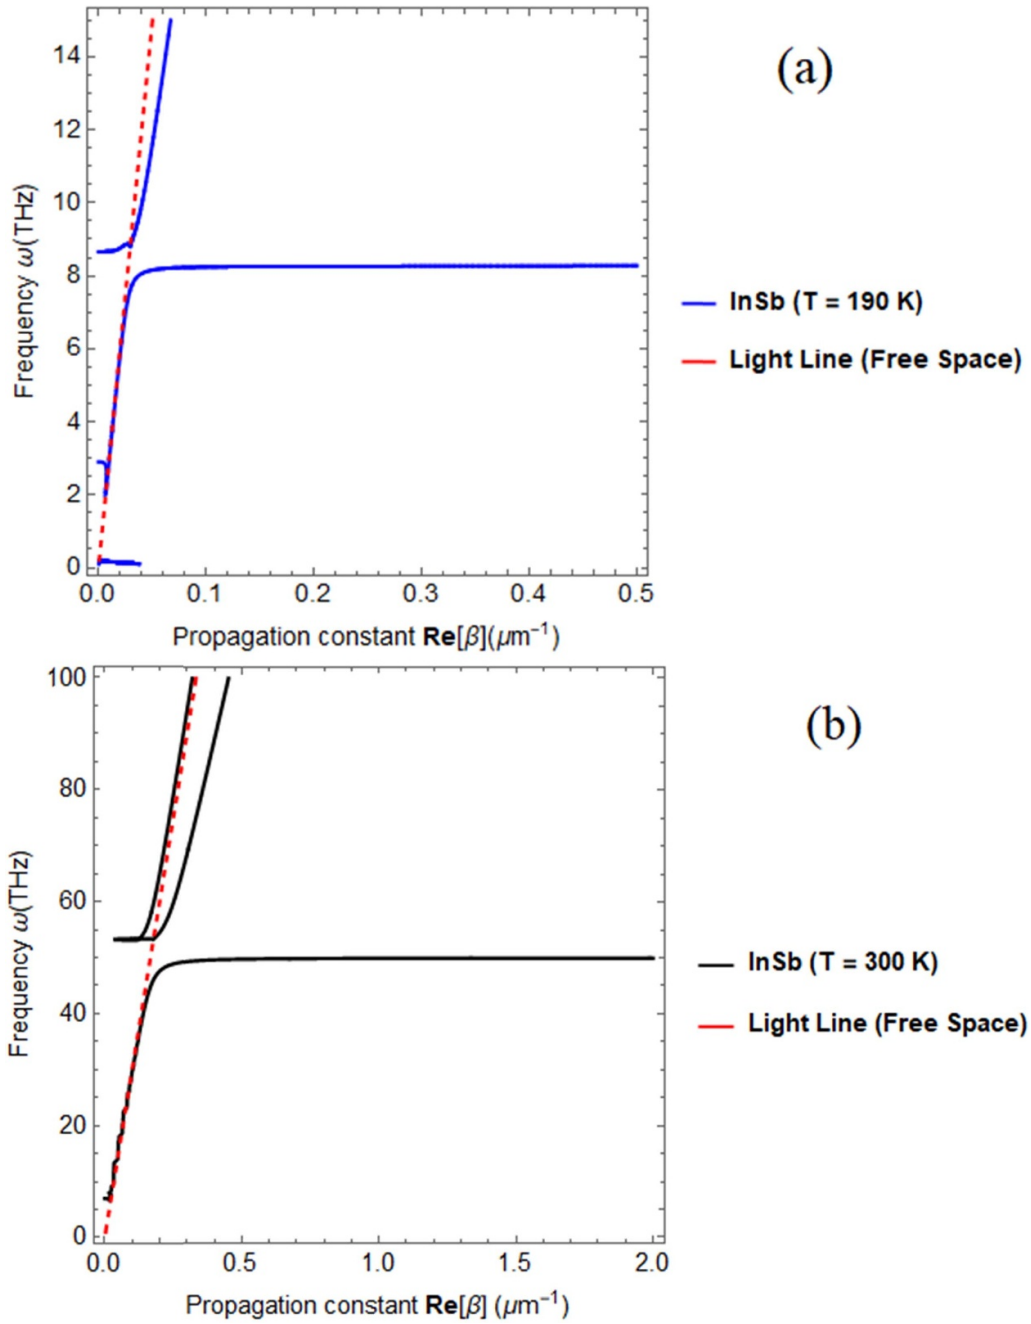 (a)
14
12
10
8
6
4
2
0
Frequency ω(THz)
0.0 0.1 0.2 0.3 0.4 0.5
Propagation constant Re[β](μm⁻¹)
InSb (T = 190 K)
Light Line (Free Space)
(b)
100
80
60
40
20
0
Frequency ω(THz)
0.0 0.5 1.0 1.5 2.0
Propagation constant Re[β] (μm⁻¹)
InSb (T = 300 K)
Light Line (Free Space)